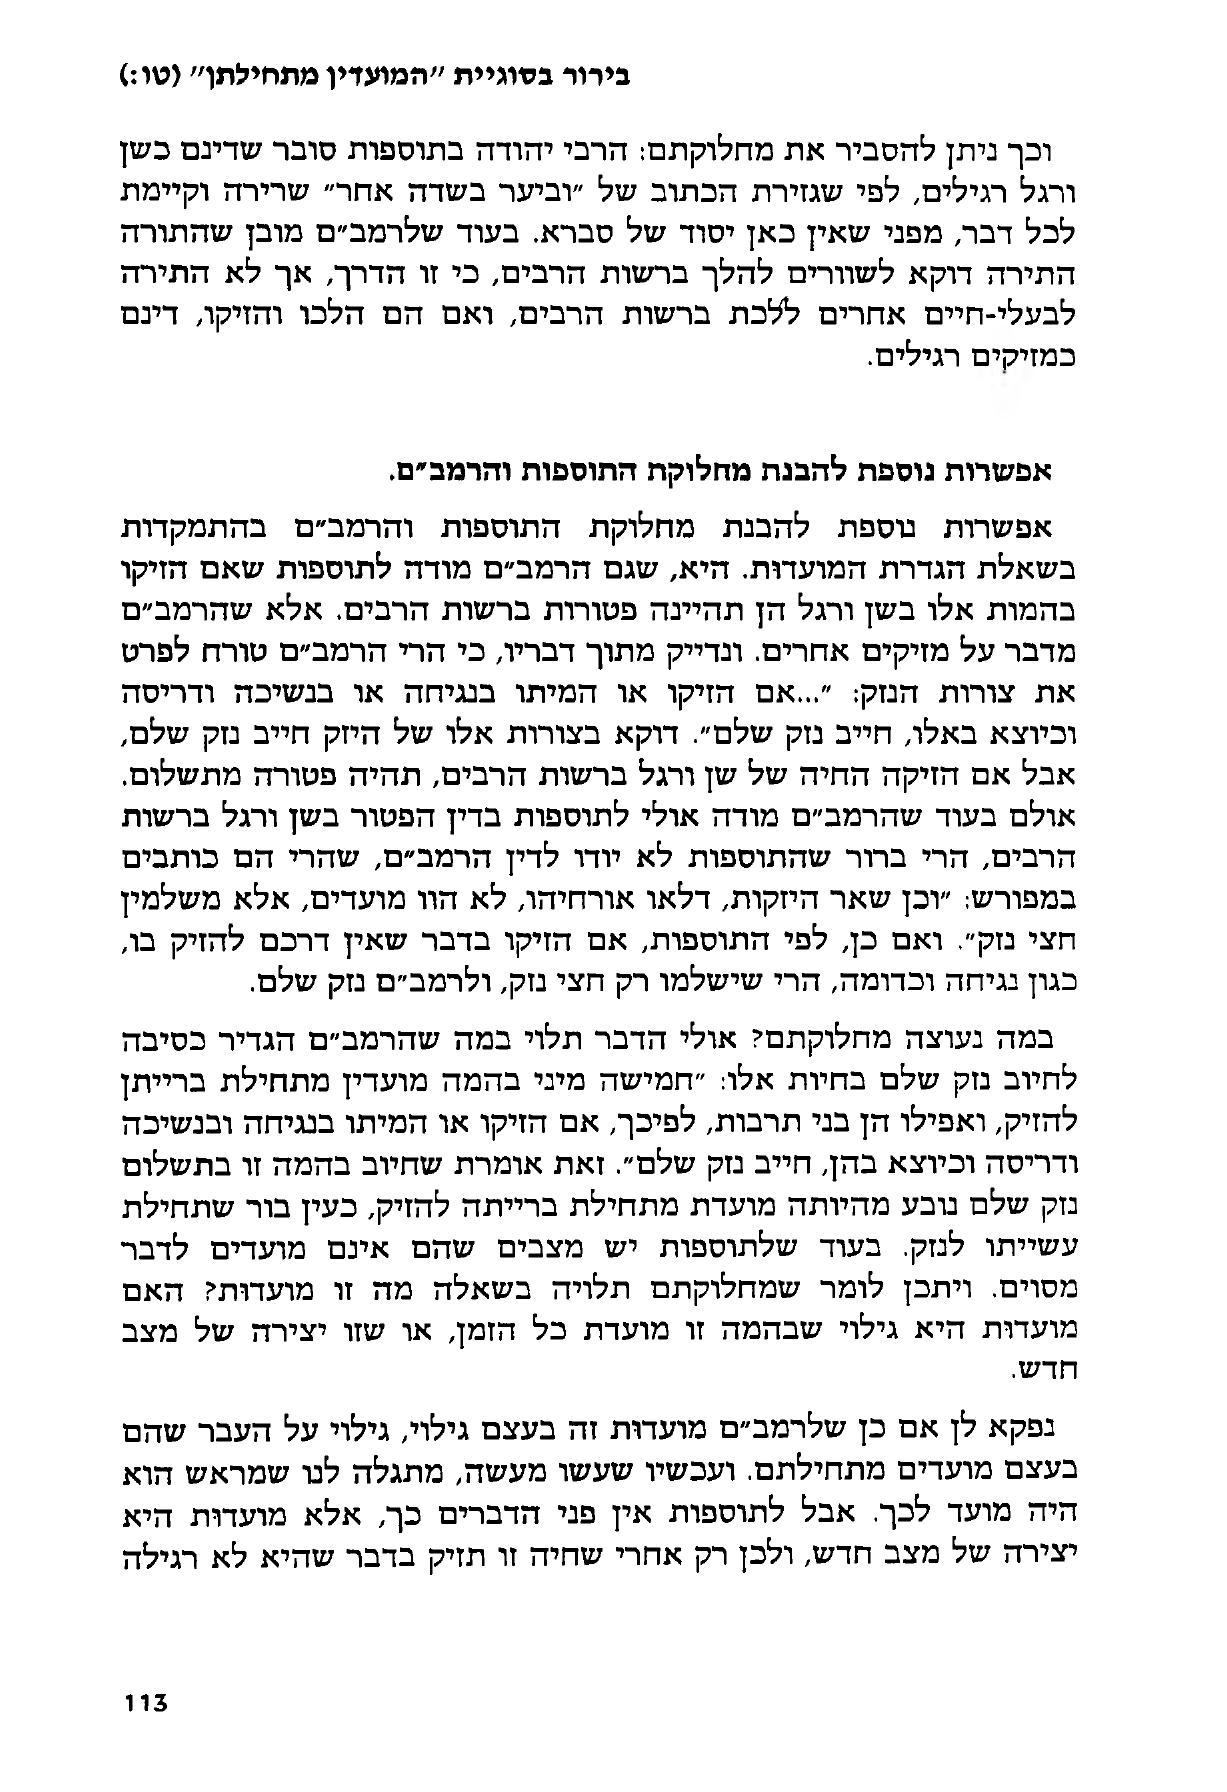 בירור בסוגיית "המועדין מתחילתן" (טו:)
וכך ניתן להסביר את מחלוקתם: הרבי יהודה בתוספות סובר שדינם כשן
ורגל רגילים, לפי שגזירת הכתוב של "וביער בשדה אחר" שרירה וקיימת
לכל דבר, מפני שאין כאן יסוד של סברא. בעוד שלרמב"ם מובן שהתורה
התירה דוקא לשוורים להלך ברשות הרבים, כי זו הדרך, אך לא התירה
לבעלי-חיים אחרים ללכת ברשות הרבים, ואם הם הלכו והזיקו, דינם
כמזיקים רגילים.
אפשרות נוספת להבנת מחלוקת התוספות והרמב"ם.
אפשרות נוספת להבנת מחלוקת התוספות והרמב"ם בהתמקדות
בשאלת הגדרת המועדות. היא, שגם הרמב"ם מודה לתוספות שאם הזיקו
בהמות אלו בשן ורגל הן תהיינה פטורות ברשות הרבים. אלא שהרמב"ם
מדבר על מזיקים אחרים. ונדייק מתוך דבריו, כי הרי הרמב"ם טורח לפרט
את צורות הנזק: "...אם הזיקו או המיתו בנגיחה או בנשיכה ודריסה
וכיוצא באלו, חייב נזק שלם". דוקא בצורות אלו של היזק חייב נזק שלם,
אבל אם הזיקה החיה של שן ורגל ברשות הרבים, תהיה פטורה מתשלום.
אולם בעוד שהרמב"ם מודה אולי לתוספות בדין הפטור בשן ורגל ברשות
הרבים, הרי ברור שהתוספות לא יודו לדין הרמב"ם, שהרי הם כותבים
במפורש: "וכן שאר היזקות, דלאו אורחיהו, לא הוו מועדים, אלא משלמין
חצי נזק". ואם כן, לפי התוספות, אם הזיקו בדבר שאין דרכם להזיק בו,
כגון נגיחה וכדומה, הרי שישלמו רק חצי נזק, ולרמב"ם נזק שלם.
במה נעוצה מחלוקתם? אולי הדבר תלוי במה שהרמב"ם הגדיר כסיבה
לחיוב נזק שלם בחיות אלו: "חמישה מיני בהמה מועדין מתחילת ברייתן
להזיק, ואפילו הן בני תרבות, לפיכך, אם הזיקו או המיתו בנגיחה ובנשיכה
ודריסה וכיוצא בהן, חייב נזק שלם". זאת אומרת שחיוב בהמה זו בתשלום
נזק שלם נובע מהיותה מועדת מתחילת ברייתה להזיק, כעין בור שתחילת
עשייתו לנזק. בעוד שלתוספות יש מצבים שהם אינם מועדים לדבר
מסוים. ויתכן לומר שמחלוקתם תלויה בשאלה מה זו מועדות? האם
מועדות היא גילוי שבהמה זו מועדת כל הזמן, או שזו יצירה של מצב
חדש.
נפקא לן אם כן שלרמב"ם מועדות זה בעצם גילוי, גילוי על העבר שהם
בעצם מועדים מתחילתם. ועכשיו שעשו מעשה, מתגלה לנו שמראש הוא
היה מועד לכך. אבל לתוספות אין פני הדברים כך, אלא מועדות היא
יצירה של מצב חדש, ולכן רק אחרי שחיה זו תזיק בדבר שהיא לא רגילה
113